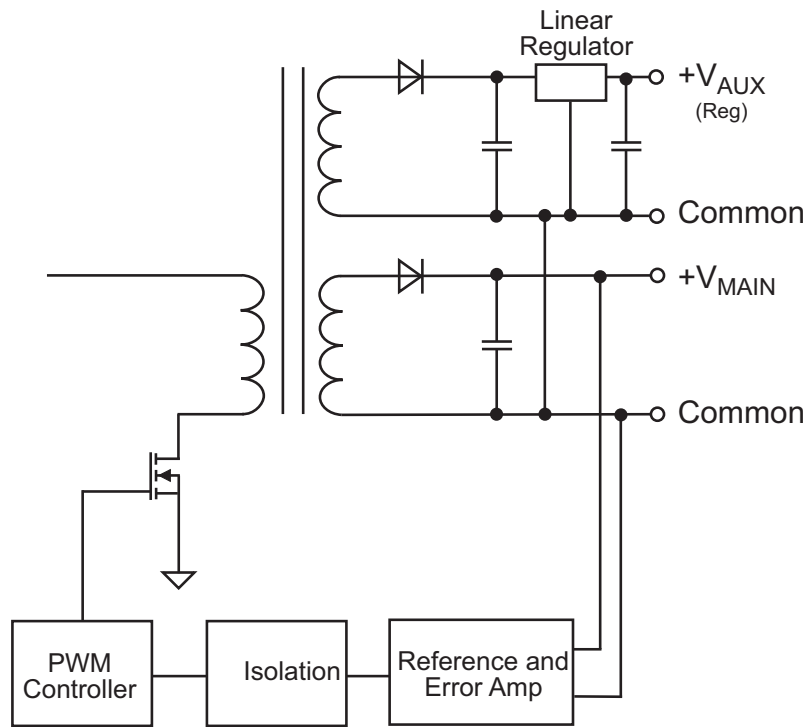 Linear
Regulator
+VAUX
(Reg)
Common
+VMAIN
Common
PWM
Controller
Isolation
Reference and
Error Amp